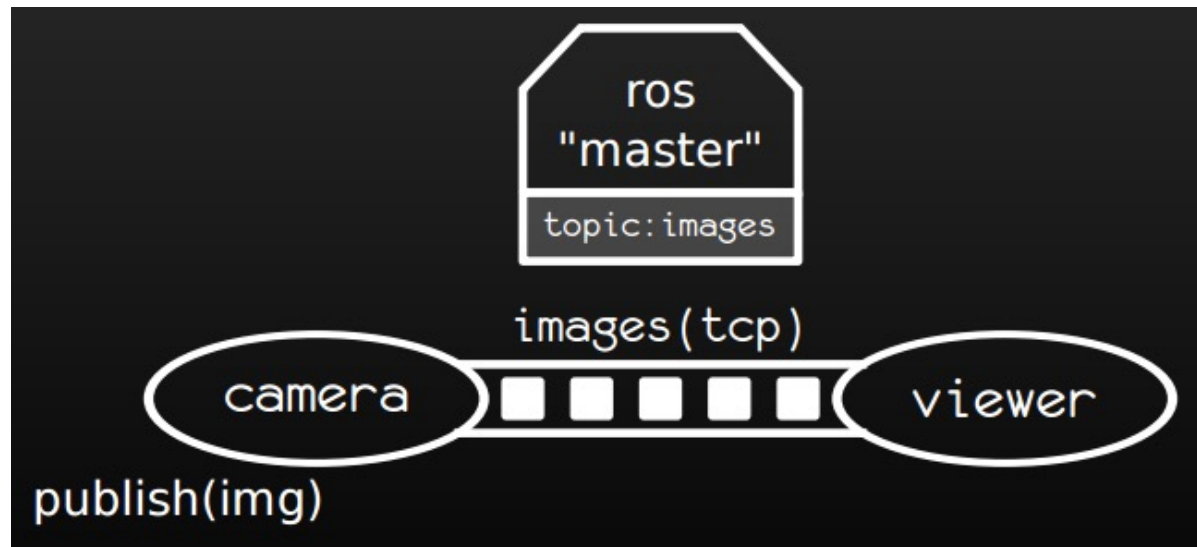 ros
"master"
topic:images
images(tcp)
camera
viewer
publish(img)